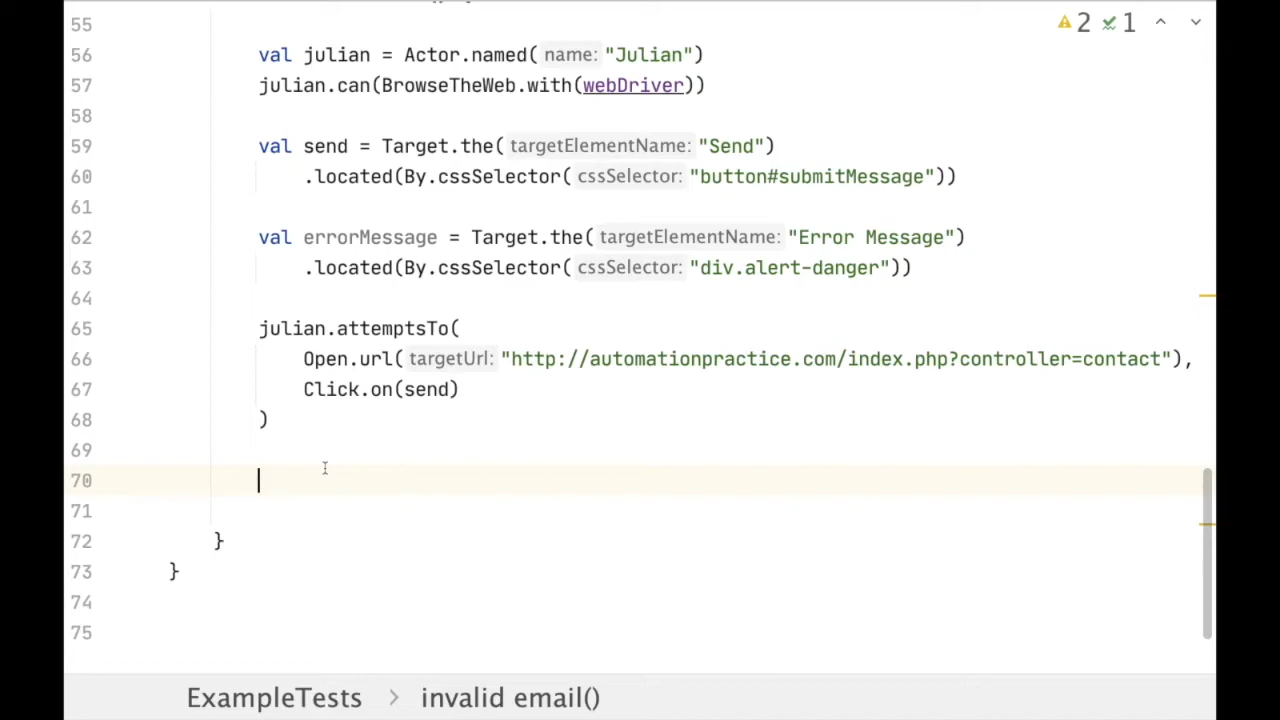 55
⚠2 ✓1
56 val julian = Actor.named( name: "Julian")
57 julian.can(BrowseTheWeb.with(webDriver))
58
59 val send = Target.the( targetElementName: "Send")
60 .located(By.cssSelector( cssSelector: "button#submitMessage"))
61
62 val errorMessage = Target.the( targetElementName: "Error Message")
63 .located(By.cssSelector( cssSelector: "div.alert-danger"))
64
65 julian.attemptsTo(
66 Open.url( targetUrl: "http://automationpractice.com/index.php?controller=contact"),
67 Click.on(send)
68 )
69
70
71
72 }
73 }
74
75
ExampleTests > invalid email()